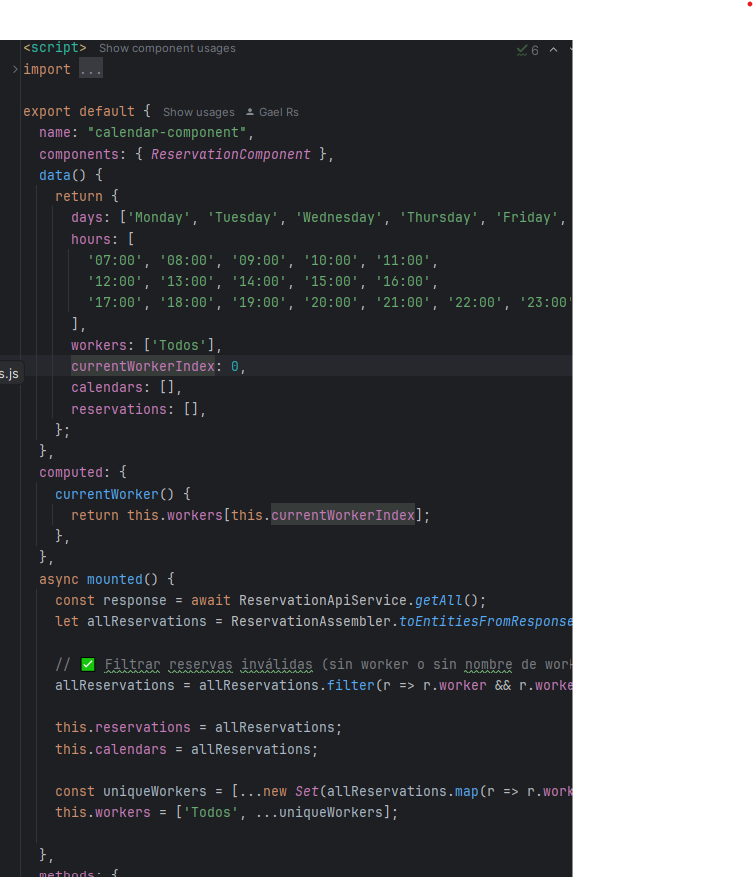 <script> Show component usages 6
import ...
export default { Show usages Gael Rs
name: "calendar-component",
components: { ReservationComponent },
data() {
return {
days: ['Monday', 'Tuesday', 'Wednesday', 'Thursday', 'Friday',
hours: [
'07:00', '08:00', '09:00', '10:00', '11:00',
'12:00', '13:00', '14:00', '15:00', '16:00',
'17:00', '18:00', '19:00', '20:00', '21:00', '22:00', '23:00'
],
workers: ['Todos'],
currentWorkerIndex: 0,
s.js
calendars: [],
reservations: [],
};
},
computed: {
currentWorker() {
return this.workers[this.currentWorkerIndex];
},
},
async mounted() {
const response = await ReservationApiService.getAll();
let allReservations = ReservationAssembler.toEntitiesFromResponse
// ✅ Filtrar reservas inválidas (sin worker o sin nombre de work
allReservations = allReservations.filter(r => r.worker && r.worke
this.reservations = allReservations;
this.calendars = allReservations;
const uniqueWorkers = [...new Set(allReservations.map(r => r.work
this.workers = ['Todos', ...uniqueWorkers];
},
methods: {